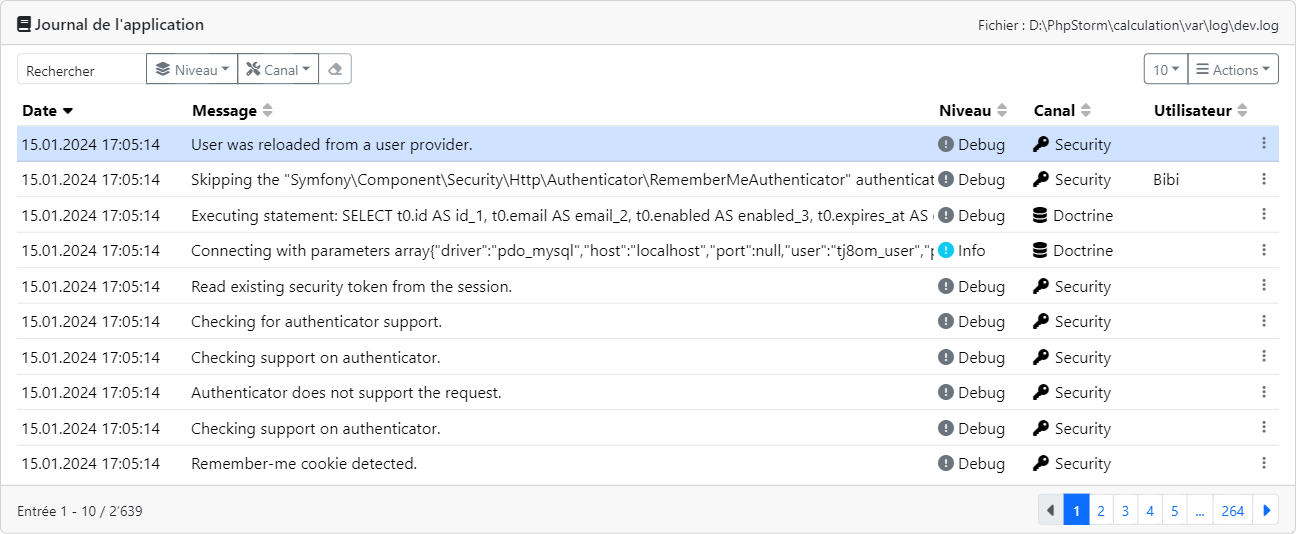 Journal de l'application Fichier : D:\PhpStorm\calculation\var\log\dev.log
Rechercher Niveau Canal 10 Actions
Date Message Niveau Canal Utilisateur
15.01.2024 17:05:14 User was reloaded from a user provider. Debug Security
15.01.2024 17:05:14 Skipping the "Symfony\Component\Security\Http\Authenticator\RememberMeAuthenticator" authenticat Debug Security Bibi
15.01.2024 17:05:14 Executing statement: SELECT t0.id AS id_1, t0.email AS email_2, t0.enabled AS enabled_3, t0.expires_at AS Debug Doctrine
15.01.2024 17:05:14 Connecting with parameters array{"driver":"pdo_mysql","host":"localhost","port":null,"user":"tj8om_user"," Info Doctrine
15.01.2024 17:05:14 Read existing security token from the session. Debug Security
15.01.2024 17:05:14 Checking for authenticator support. Debug Security
15.01.2024 17:05:14 Checking support on authenticator. Debug Security
15.01.2024 17:05:14 Authenticator does not support the request. Debug Security
15.01.2024 17:05:14 Checking support on authenticator. Debug Security
15.01.2024 17:05:14 Remember-me cookie detected. Debug Security
Entrée 1 - 10 / 2'639 1 2 3 4 5 ... 264